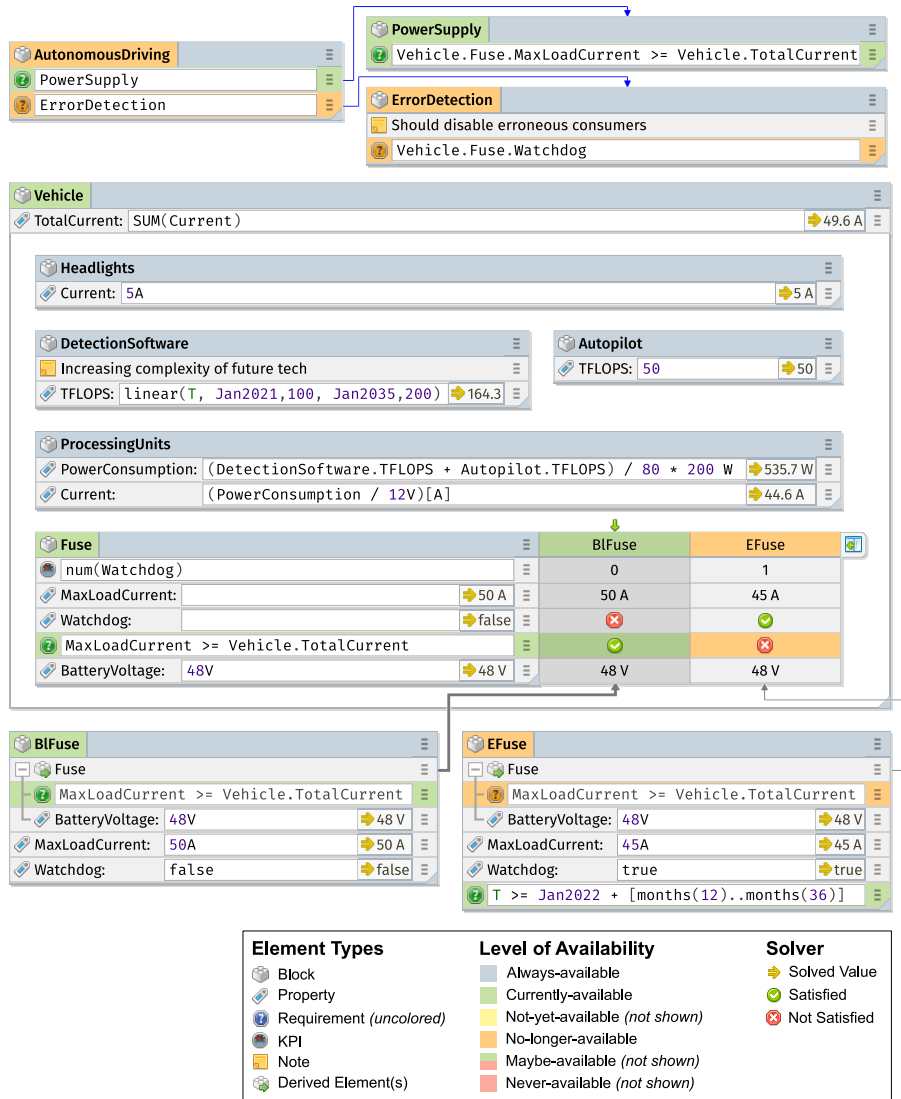 AutonomousDriving
PowerSupply
ErrorDetection
PowerSupply
Vehicle.Fuse.MaxLoadCurrent >= Vehicle.TotalCurrent
ErrorDetection
Should disable erroneous consumers
Vehicle.Fuse.Watchdog
Vehicle
TotalCurrent: SUM(Current) 49.6 A
Headlights
Current: 5A 5 A
DetectionSoftware
Increasing complexity of future tech
TFLOPS: linear(T, Jan2021,100, Jan2035,200) 164.3
Autopilot
TFLOPS: 50 50
ProcessingUnits
PowerConsumption: (DetectionSoftware.TFLOPS + Autopilot.TFLOPS) / 80 * 200 W 535.7 W
Current: (PowerConsumption / 12V)[A] 44.6 A
Fuse BlFuse EFuse
num(Watchdog) 0 1
MaxLoadCurrent: 50 A 50 A 45 A
Watchdog: false
MaxLoadCurrent >= Vehicle.TotalCurrent
BatteryVoltage: 48V 48 V 48 V 48 V
BlFuse
Fuse
MaxLoadCurrent >= Vehicle.TotalCurrent
BatteryVoltage: 48V 48 V
MaxLoadCurrent: 50A 50 A
Watchdog: false false
EFuse
Fuse
MaxLoadCurrent >= Vehicle.TotalCurrent
BatteryVoltage: 48V 48 V
MaxLoadCurrent: 45A 45 A
Watchdog: true true
T >= Jan2022 + [months(12)..months(36)]
Element Types
Block
Property
Requirement (uncolored)
KPI
Note
Derived Element(s)
Level of Availability
Always-available
Currently-available
Not-yet-available (not shown)
No-longer-available
Maybe-available (not shown)
Never-available (not shown)
Solver
Solved Value
Satisfied
Not Satisfied